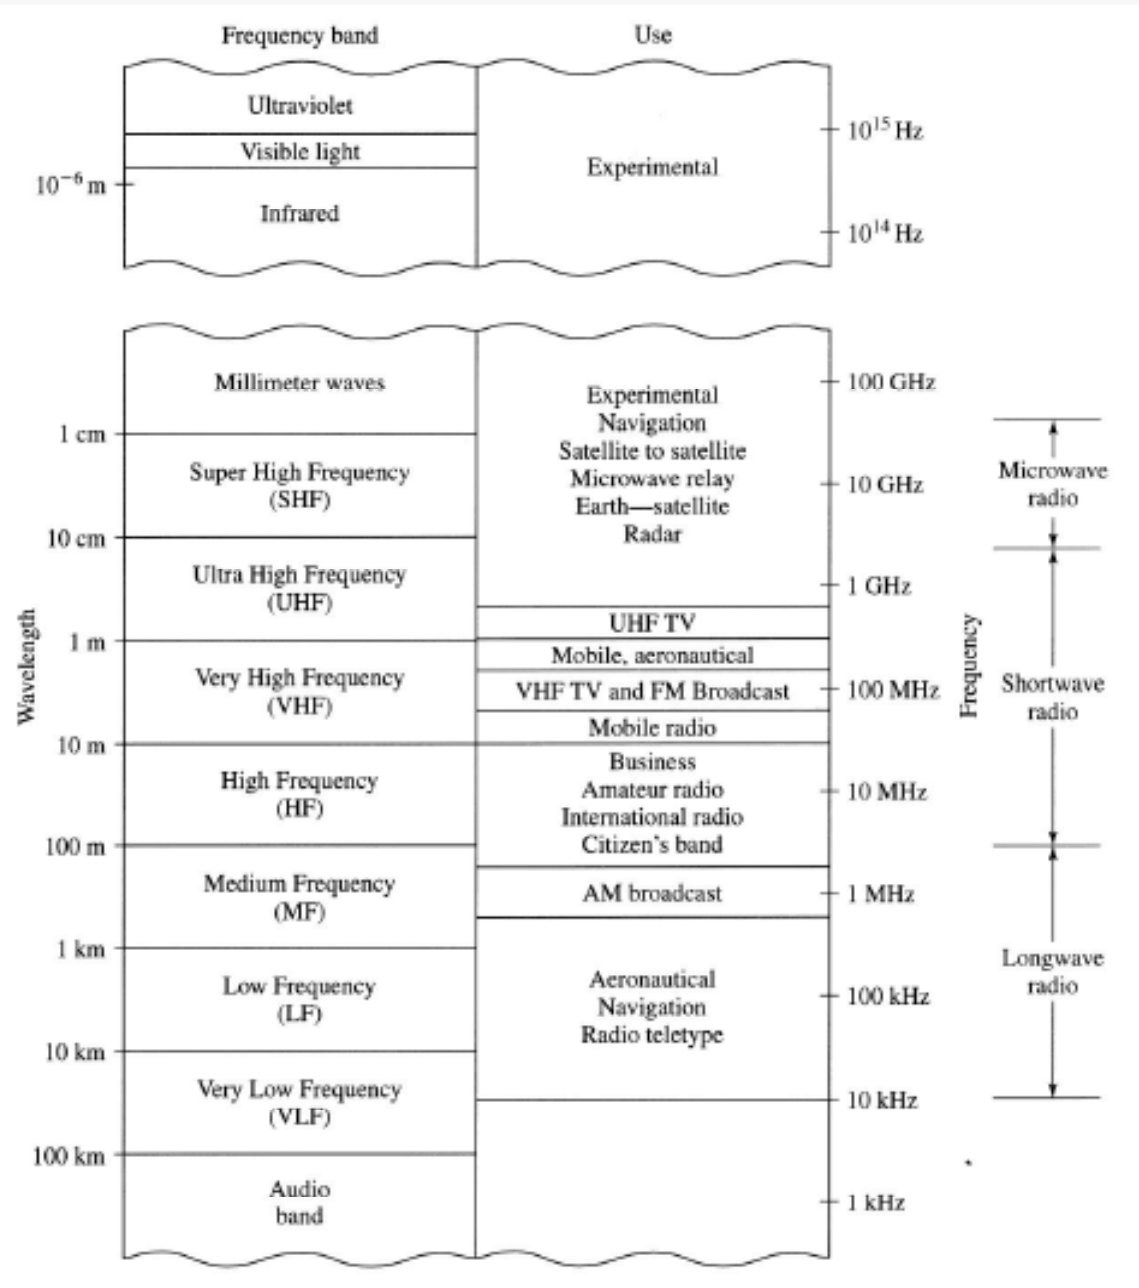 Frequency band
Use
Ultraviolet
Visible light
Infrared
Experimental
10⁻⁶ m
10¹⁵ Hz
10¹⁴ Hz
Millimeter waves
Super High Frequency
(SHF)
Ultra High Frequency
(UHF)
Very High Frequency
(VHF)
High Frequency
(HF)
Medium Frequency
(MF)
Low Frequency
(LF)
Very Low Frequency
(VLF)
Audio
band
Wavelength
1 cm
10 cm
1 m
10 m
100 m
1 km
10 km
100 km
Experimental
Navigation
Satellite to satellite
Microwave relay
Earth—satellite
Radar
UHF TV
Mobile, aeronautical
VHF TV and FM Broadcast
Mobile radio
Business
Amateur radio
International radio
Citizen's band
AM broadcast
Aeronautical
Navigation
Radio teletype
100 GHz
10 GHz
1 GHz
100 MHz
10 MHz
1 MHz
100 kHz
10 kHz
1 kHz
Frequency
Microwave
radio
Shortwave
radio
Longwave
radio